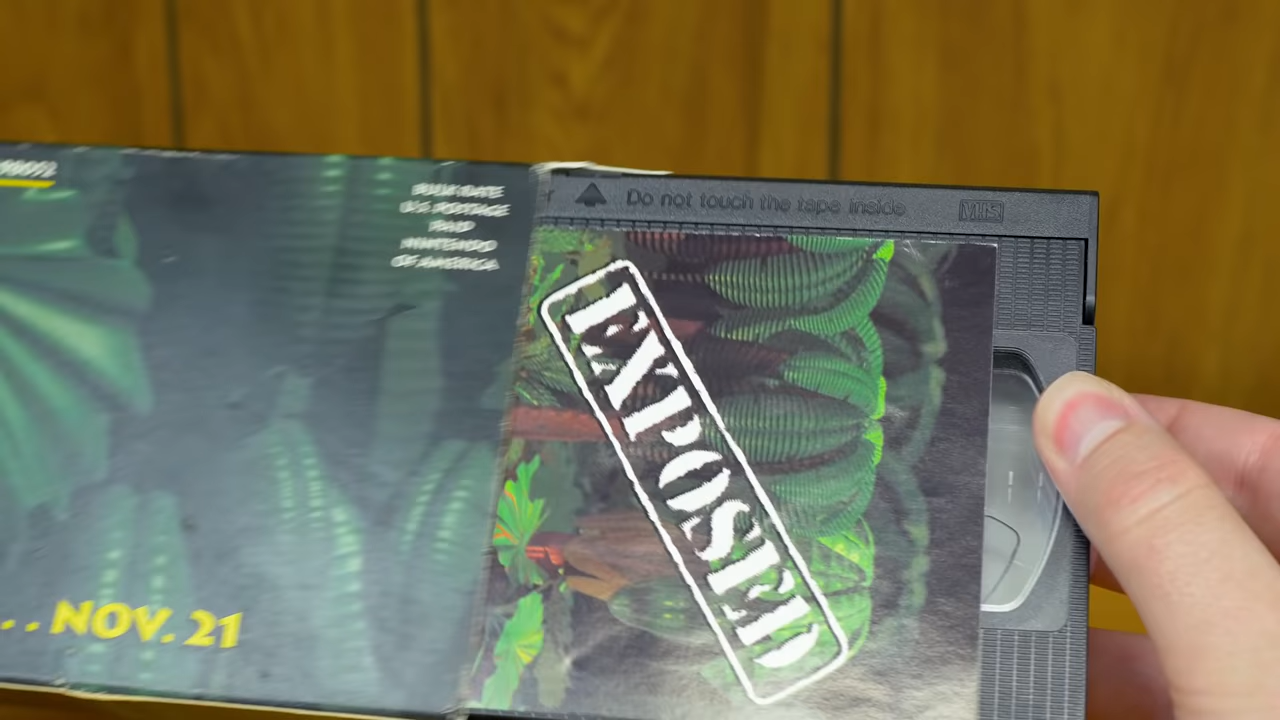 BULK RATE
U.S. POSTAGE
PAID
NINTENDO
OF AMERICA
Do not touch the tape inside
VHS
EXPOSED
... NOV. 21